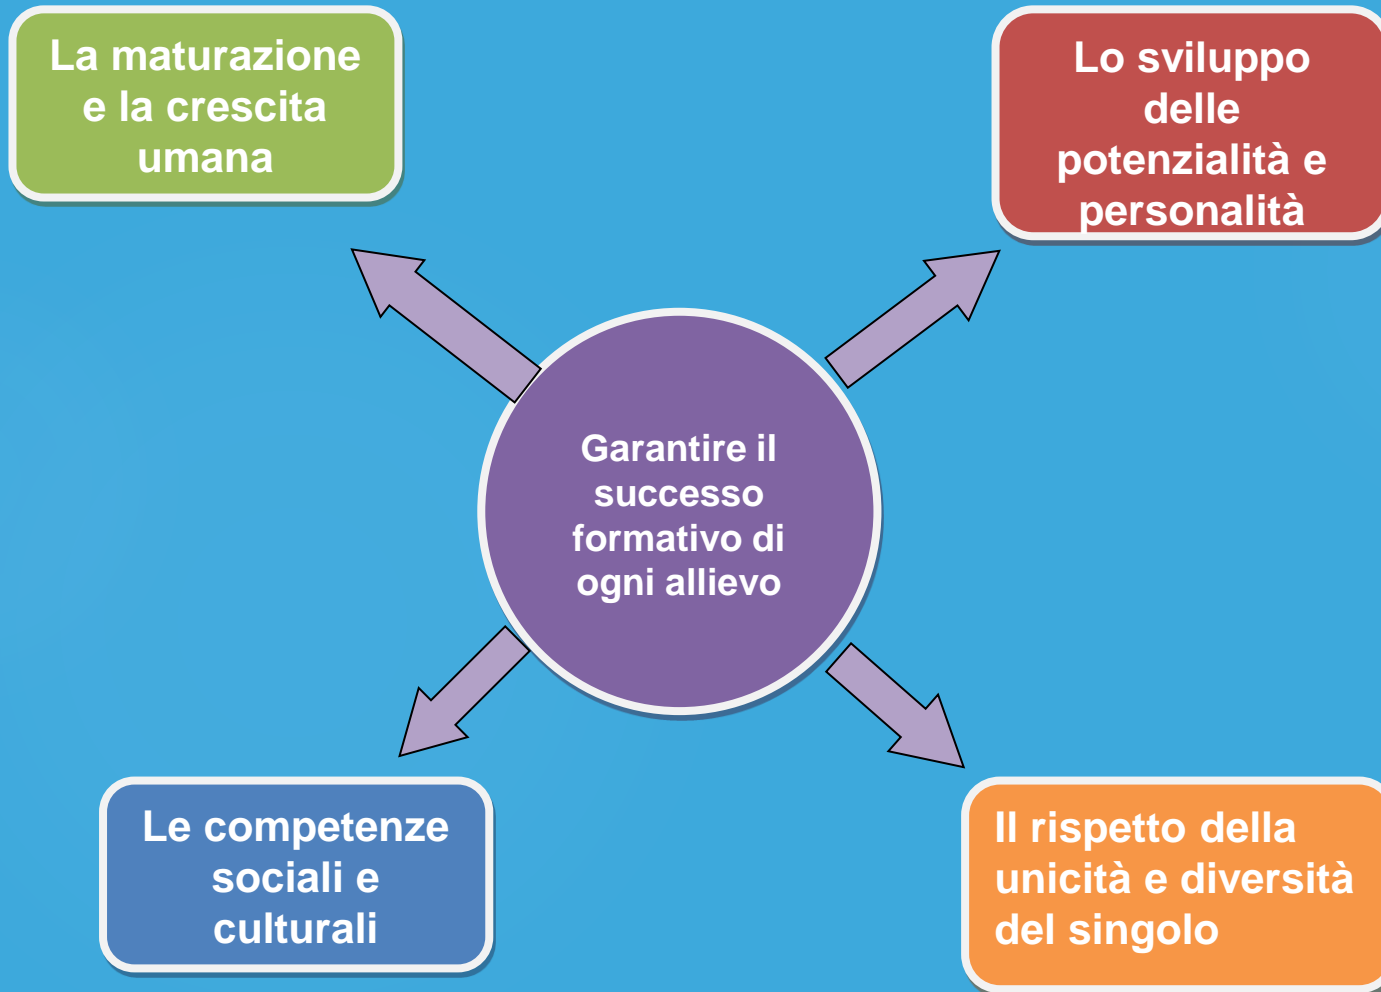 La maturazione
e la crescita
umana
Lo sviluppo
delle
potenzialità e
personalità
Garantire il
successo
formativo di
ogni allievo
Le competenze
sociali e
culturali
Il rispetto della
unicità e diversità
del singolo